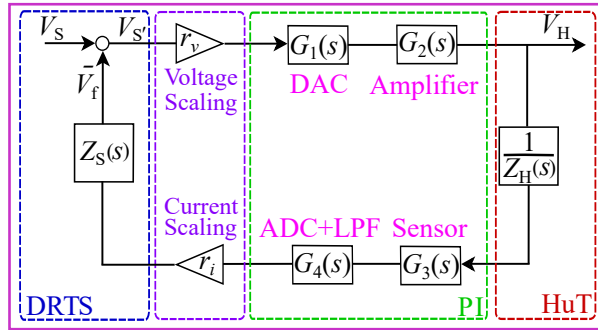 V_S
V_S′
r_v
G_1(s)
G_2(s)
V_H
V̄_f
Voltage
Scaling
DAC
Amplifier
Z_S(s)
1
Z_H(s)
Current
Scaling
ADC+LPF
Sensor
r_i
G_4(s)
G_3(s)
DRTS
PI
HuT